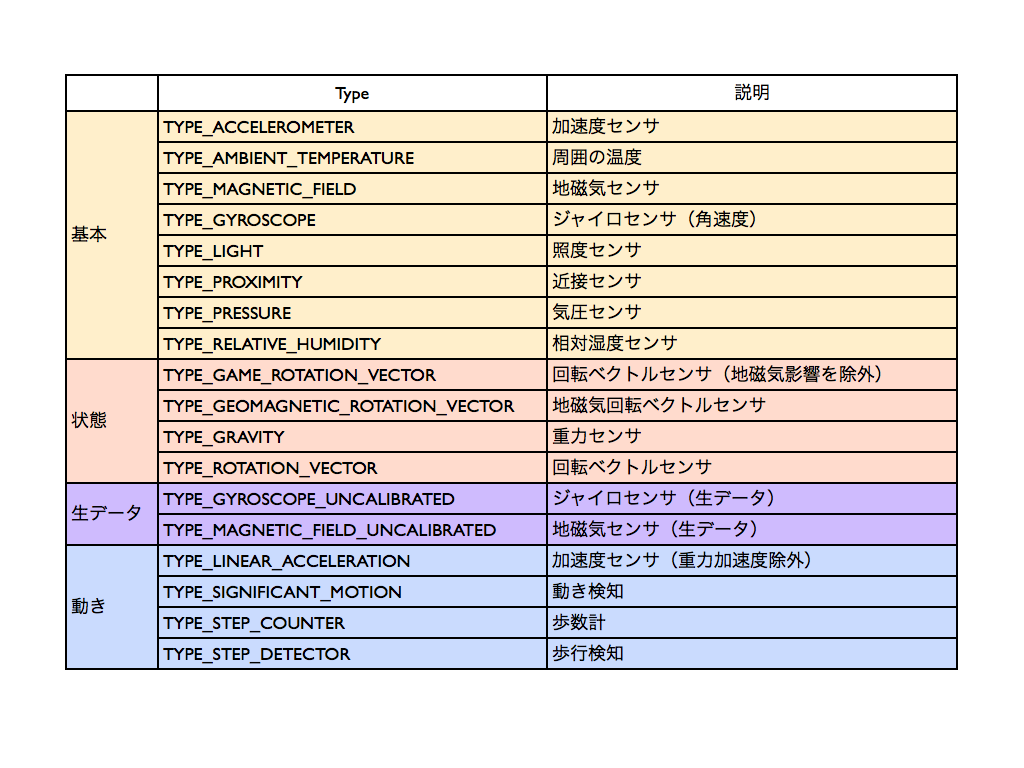 Type 説明
基本
TYPE_ACCELEROMETER 加速度センサ
TYPE_AMBIENT_TEMPERATURE 周囲の温度
TYPE_MAGNETIC_FIELD 地磁気センサ
TYPE_GYROSCOPE ジャイロセンサ（角速度）
TYPE_LIGHT 照度センサ
TYPE_PROXIMITY 近接センサ
TYPE_PRESSURE 気圧センサ
TYPE_RELATIVE_HUMIDITY 相対湿度センサ
状態
TYPE_GAME_ROTATION_VECTOR 回転ベクトルセンサ（地磁気影響を除外）
TYPE_GEOMAGNETIC_ROTATION_VECTOR 地磁気回転ベクトルセンサ
TYPE_GRAVITY 重力センサ
TYPE_ROTATION_VECTOR 回転ベクトルセンサ
生データ
TYPE_GYROSCOPE_UNCALIBRATED ジャイロセンサ（生データ）
TYPE_MAGNETIC_FIELD_UNCALIBRATED 地磁気センサ（生データ）
動き
TYPE_LINEAR_ACCELERATION 加速度センサ（重力加速度除外）
TYPE_SIGNIFICANT_MOTION 動き検知
TYPE_STEP_COUNTER 歩数計
TYPE_STEP_DETECTOR 歩行検知